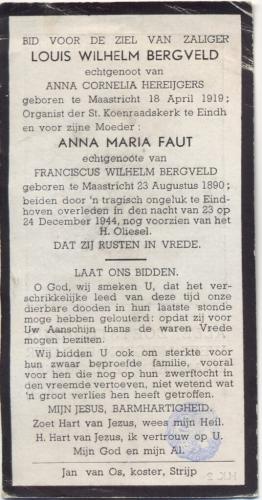 BID VOOR DE ZIEL VAN ZALIGER
LOUIS WILHELM BERGVELD
echtgenoot van
ANNA CORNELIA HEREIJGERS
geboren te Maastricht 18 April 1919;
Organist der St. Koenraadskerk te Eindh
en voor zijne Moeder:
ANNA MARIA FAUT
echtgenoote van
FRANCISCUS WILHELM BERGVELD
geboren te Maastricht 23 Augustus 1890;
beiden door 'n tragisch ongeluk te Eind-
hoven overleden in den nacht van 23 op
24 December 1944, nog voorzien van het
H. Oliesel.
DAT ZIJ RUSTEN IN VREDE.
LAAT ONS BIDDEN.
O God, wij smeken U, dat het ver-
schrikkelijke leed van deze tijd onze
dierbare dooden in hun laatste stonde
moge hebben gelouterd: opdat zij voor
Uw Aanschijn thans de waren Vrede
mogen bezitten.
Wij bidden U ook om sterkte voor
hun zwaar beproefde familie, vooral
voor hen die nog op hun zwerftocht in
den vreemde vertoeven, niet wetend wat
'n groot verlies hen heeft getroffen.
MIJN JESUS, BARMHARTIGHEID.
Zoet Hart van Jezus, wees mijn Heil.
H. Hart van Jezus, ik vertrouw op U.
Mijn God en mijn Al.
Jan van Os, koster, Strijp